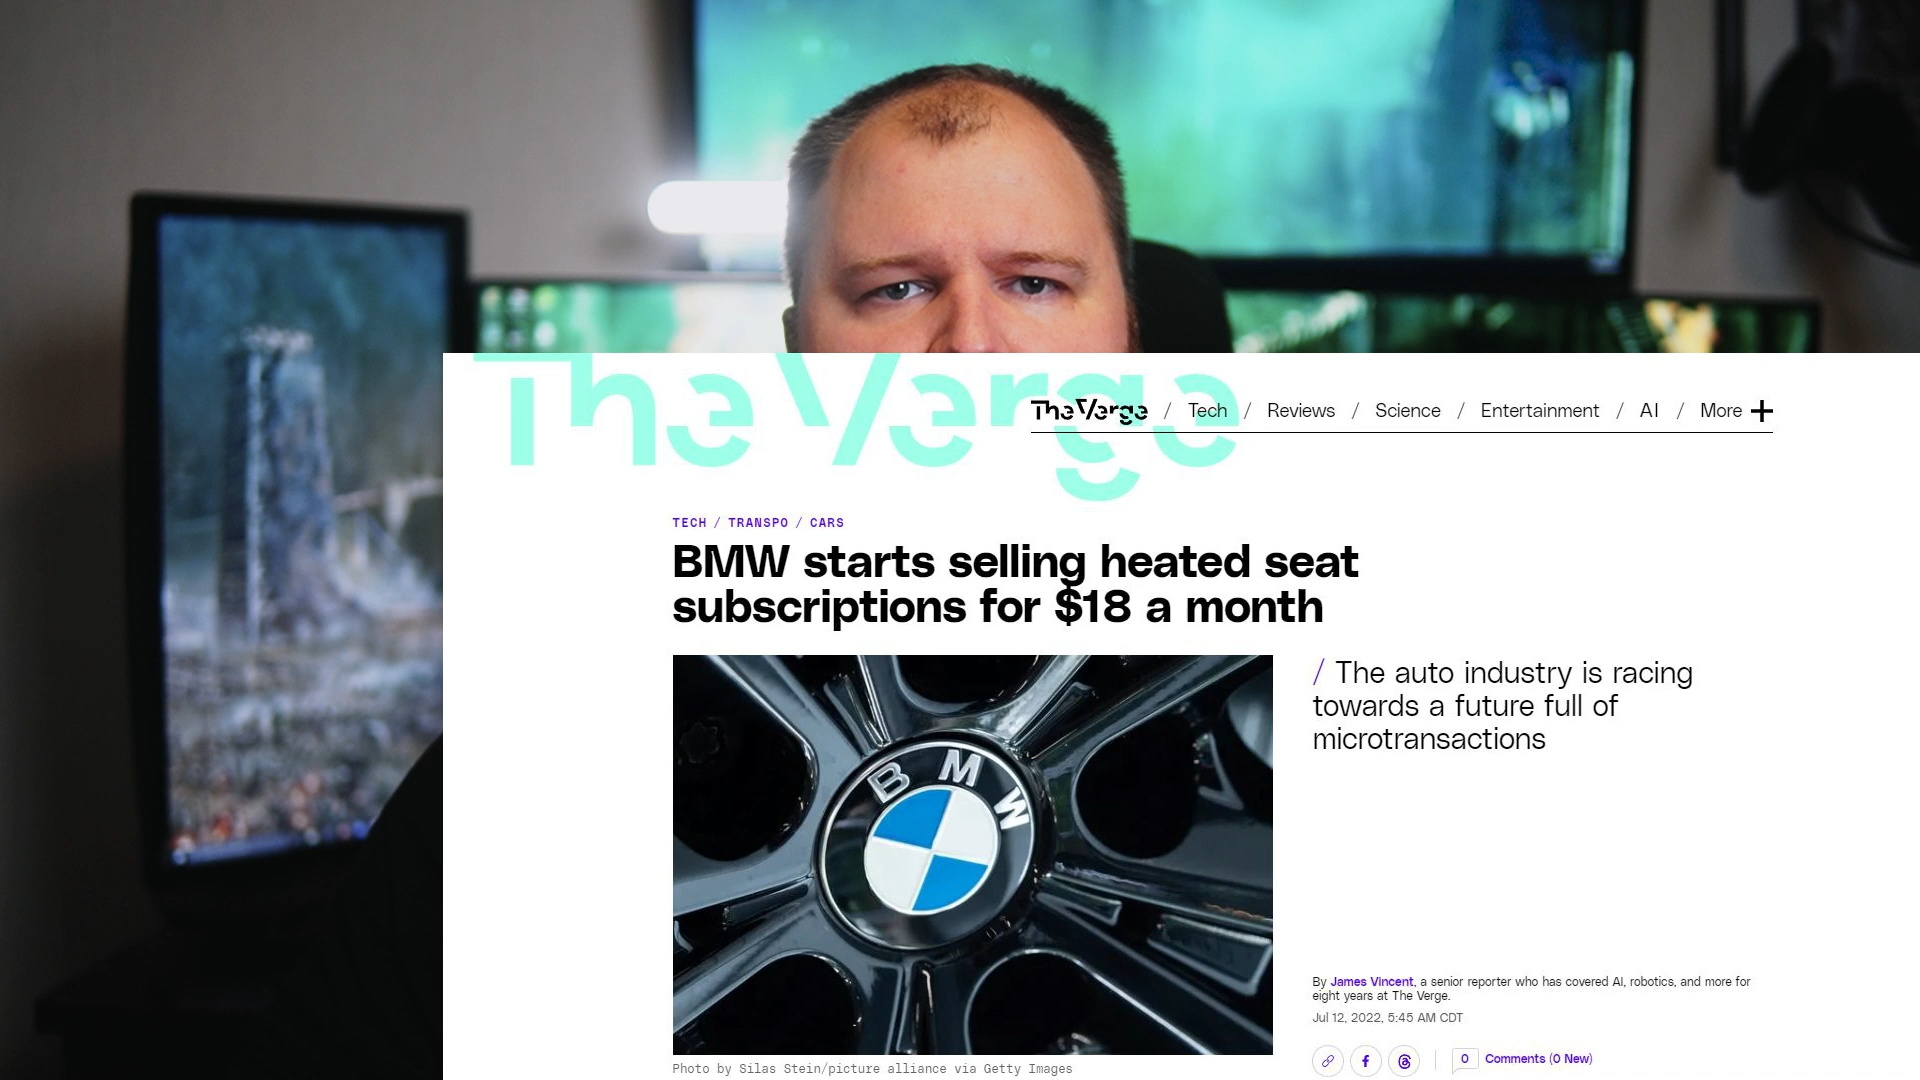 The Verge
The Verge / Tech / Reviews / Science / Entertainment / AI / More +
TECH / TRANSPO / CARS
BMW starts selling heated seat
subscriptions for $18 a month
/ The auto industry is racing
towards a future full of
microtransactions
BMW
By James Vincent, a senior reporter who has covered AI, robotics, and more for
eight years at The Verge.
Jul 12, 2022, 5:45 AM CDT
0 Comments (0 New)
Photo by Silas Stein/picture alliance via Getty Images